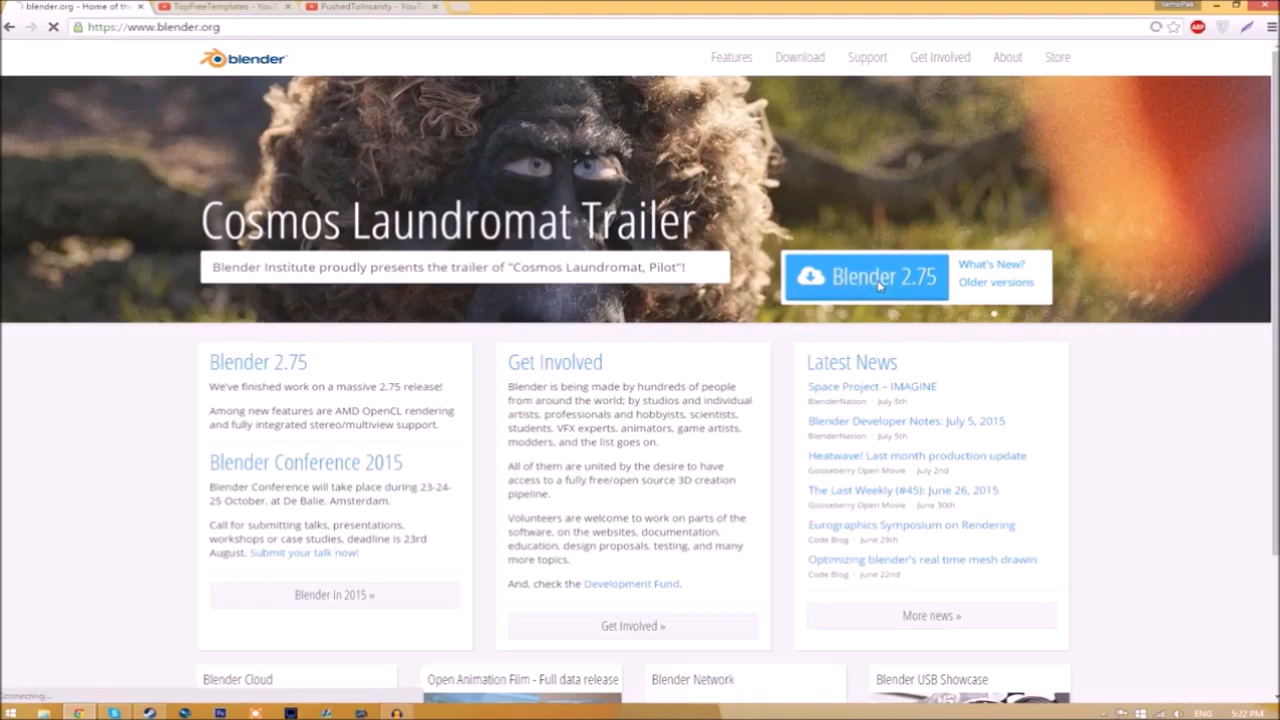 blender.org - Home of th
TopFreeTemplates - YouT
PushedToInsanity - YouT
IamoPak
https://www.blender.org
ABP
blender
Features
Download
Support
Get Involved
About
Store
Cosmos Laundromat Trailer
Blender Institute proudly presents the trailer of "Cosmos Laundromat, Pilot"!
Blender 2.75
What's New?
Older versions
Blender 2.75
We've finished work on a massive 2.75 release!
Among new features are AMD OpenCL rendering
and fully integrated stereo/multiview support.
Blender Conference 2015
Blender Conference will take place during 23-24-
25 October, at De Balie, Amsterdam.
Call for submitting talks, presentations,
workshops or case studies, deadline is 23rd
August. Submit your talk now!
Blender in 2015 »
Get Involved
Blender is being made by hundreds of people
from around the world; by studios and individual
artists, professionals and hobbyists, scientists,
students, VFX experts, animators, game artists,
modders, and the list goes on.
All of them are united by the desire to have
access to a fully free/open source 3D creation
pipeline.
Volunteers are welcome to work on parts of the
software, on the websites, documentation,
education, design proposals, testing, and many
more topics.
And, check the Development Fund.
Get Involved »
Latest News
Space Project – IMAGINE
BlenderNation · July 5th
Blender Developer Notes: July 5, 2015
BlenderNation · July 5th
Heatwave! Last month production update
Gooseberry Open Movie · July 2nd
The Last Weekly (#45): June 26, 2015
Gooseberry Open Movie · June 30th
Eurographics Symposium on Rendering
Code Blog · June 29th
Optimizing blender's real time mesh drawin
Code Blog · June 22nd
More news »
Blender Cloud
Open Animation Film - Full data release
Blender Network
Blender USB Showcase
Connecting...
ENG
5:22 PM